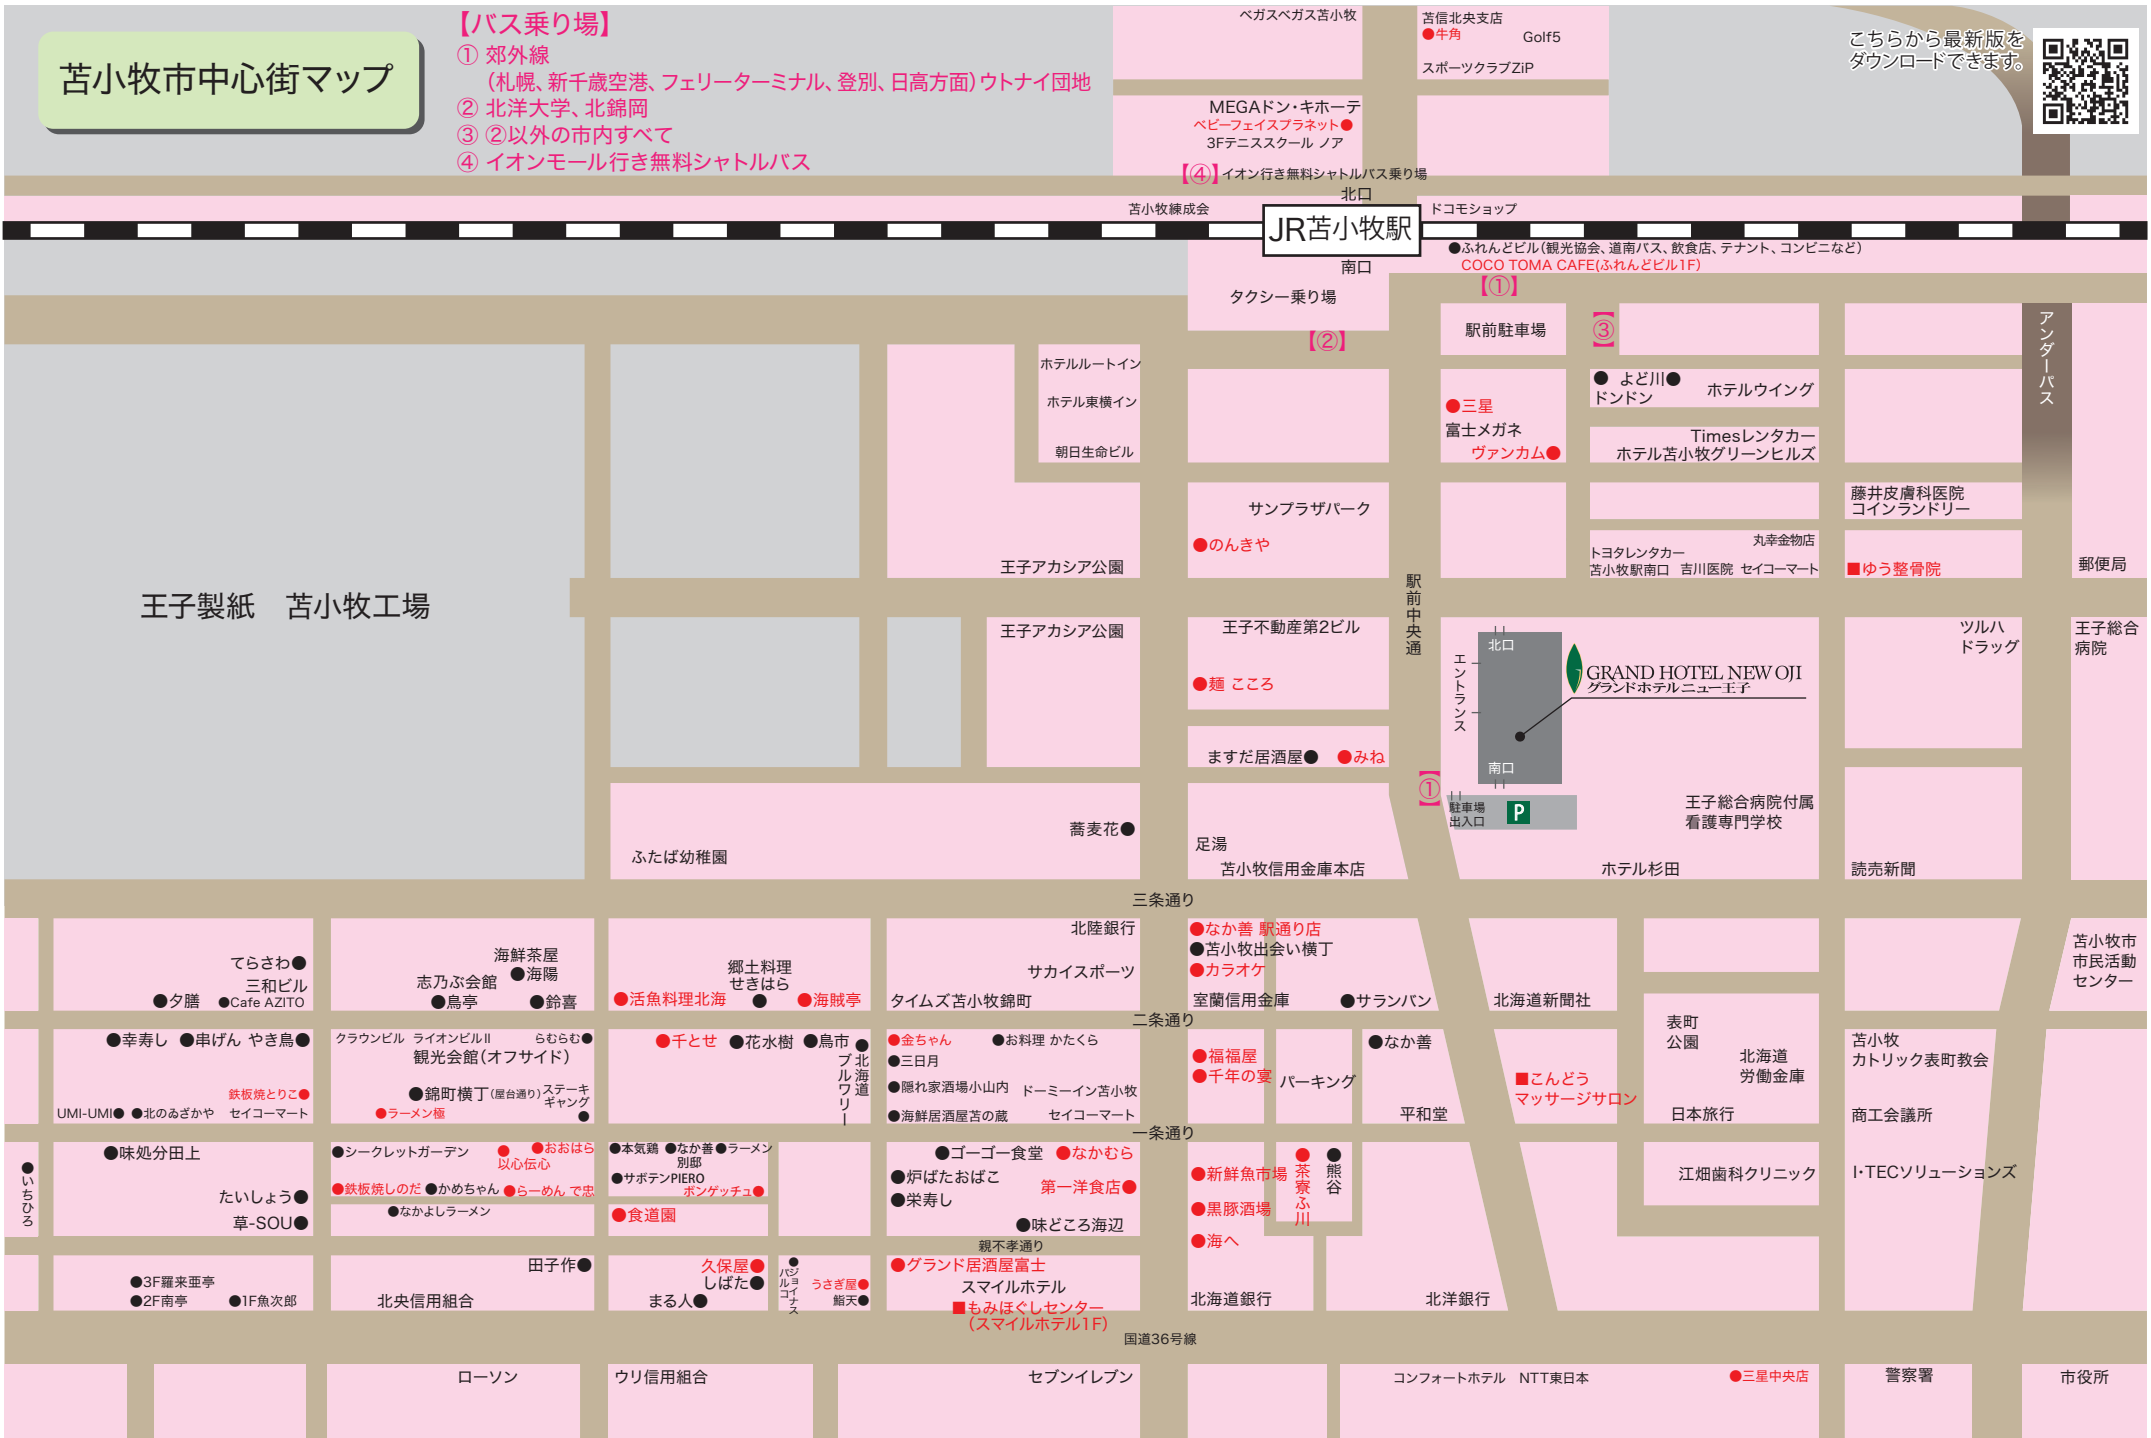 苫小牧市中心街マップ
【バス乗り場】
① 郊外線
(札幌、新千歳空港、フェリーターミナル、登別、日高方面)ウトナイ団地
② 北洋大学、北錦岡
③ ②以外の市内すべて
④ イオンモール行き無料シャトルバス
ベガスベガス苫小牧
苫信北央支店
●牛角
Golf5
スポーツクラブZiP
こちらから最新版を
ダウンロードできます。
MEGAドン・キホーテ
ベビーフェイスプラネット●
3Fテニススクール ノア
【④】イオン行き無料シャトルバス乗り場
北口
苫小牧練成会
JR苫小牧駅
ドコモショップ
南口
●ふれんどビル(観光協会、道南バス、飲食店、テナント、コンビニなど)
COCO TOMA CAFE(ふれんどビル1F)
【①】
タクシー乗り場
【②】
駅前駐車場
【③】
アンダーパス
ホテルルートイン
ホテル東横イン
朝日生命ビル
●三星
富士メガネ
ヴァンカム●
● よど川●
ドンドン
ホテルウイング
Timesレンタカー
ホテル苫小牧グリーンヒルズ
サンプラザパーク
●のんきや
王子アカシア公園
藤井皮膚科医院
コインランドリー
丸幸金物店
トヨタレンタカー
苫小牧駅南口
吉川医院
セイコーマート
■ゆう整骨院
郵便局
王子製紙 苫小牧工場
駅前中央通
王子アカシア公園
王子不動産第2ビル
●麺 こころ
ますだ居酒屋●
●みね
北口
エントランス
GRAND HOTEL NEW OJI
グランドホテルニュー王子
南口
【①】
駐車場
出入口
P
ツルハ
ドラッグ
王子総合
病院
王子総合病院付属
看護専門学校
蕎麦花●
ふたば幼稚園
足湯
苫小牧信用金庫本店
ホテル杉田
読売新聞
三条通り
てらさわ●
三和ビル
●夕膳
●Cafe AZITO
海鮮茶屋
●海陽
志乃ぶ会館
●鳥亭
●鈴喜
郷土料理
せきはら
●
●活魚料理北海
●海賊亭
北陸銀行
サカイスポーツ
タイムズ苫小牧錦町
●なか善 駅通り店
●苫小牧出会い横丁
●カラオケ
室蘭信用金庫
●サランバン
北海道新聞社
苫小牧市
市民活動
センター
二条通り
●幸寿し
●串げん
やき鳥●
鉄板焼とりこ●
UMI-UMI●
●北のゐざかや
セイコーマート
クラウンビル
ライオンビルⅡ
らむらむ●
観光会館(オフサイド)
●錦町横丁(屋台通り)
ステーキ
ギャング
●
●ラーメン極
●千とせ
●花水樹
●鳥市
●北海道
ブルワリー
●金ちゃん
●お料理 かたくら
●三日月
●隠れ家酒場小山内
ドーミーイン苫小牧
●海鮮居酒屋苫の蔵
セイコーマート
●福福屋
●千年の宴
パーキング
●なか善
平和堂
■こんどう
マッサージサロン
表町
公園
北海道
労働金庫
日本旅行
苫小牧
カトリック表町教会
商工会議所
一条通り
●いちひろ
●味処分田上
たいしょう●
草-SOU●
●シークレットガーデン
●
以心伝心
●おおはら
●鉄板焼しのだ
●かめちゃん
●らーめん で忠
●なかよしラーメン
●本気鶏
●なか善
別邸
●ラーメン
●サボテンPIERO
ボンゲッチュ●
●食道園
●ゴーゴー食堂
●なかむら
●炉ばたおばこ
第一洋食店●
●栄寿し
●味どころ海辺
●新鮮魚市場
●黒豚酒場
●海へ
●茶寮ふ川
●熊谷
江畑歯科クリニック
I・TECソリューションズ
親不孝通り
●3F羅来亜亭
●2F南亭
●1F魚次郎
田子作●
北央信用組合
久保屋●
しばた●
まる人●
●ジョイナス
パルコ
うさぎ屋●
鮨天●
●グランド居酒屋富士
スマイルホテル
■もみほぐしセンター
(スマイルホテル1F)
北海道銀行
北洋銀行
国道36号線
ローソン
ウリ信用組合
セブンイレブン
コンフォートホテル
NTT東日本
●三星中央店
警察署
市役所